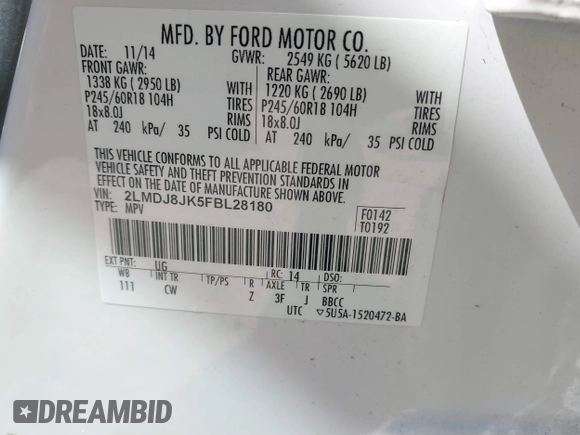 MFD. BY FORD MOTOR CO.
DATE: 11/14 GVWR: 2549 KG ( 5620 LB)
FRONT GAWR: REAR GAWR:
1338 KG ( 2950 LB) WITH 1220 KG ( 2690 LB) WITH
P245/60R18 104H TIRES P245/60R18 104H TIRES
18x8.0J RIMS 18x8.0J RIMS
AT 240 kPa/ 35 PSI COLD AT 240 kPa/ 35 PSI COLD
THIS VEHICLE CONFORMS TO ALL APPLICABLE FEDERAL MOTOR
VEHICLE SAFETY AND THEFT PREVENTION STANDARDS IN
EFFECT ON THE DATE OF MANUFACTURE SHOWN ABOVE.
VIN: 2LMDJ8JK5FBL28180 F0142
TYPE: MPV T0192
EXT PNT: UG RC: 14 DSO:
WB INT TR TP/PS R AXLE TR SPR
111 CW Z 3F J BBCC
UTC ▽5U5A-1520472-BA
DREAMBID